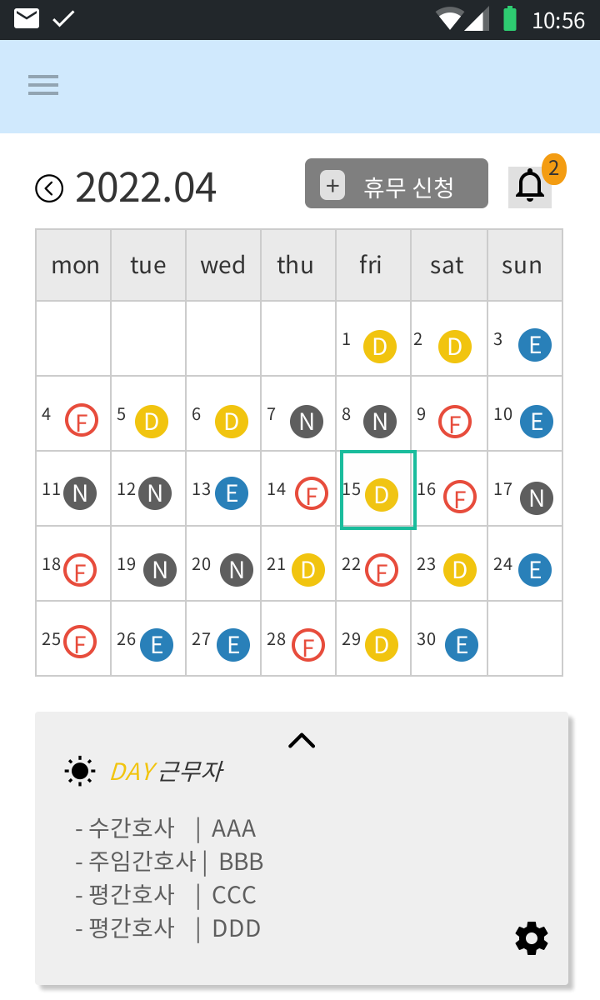 10:56
2022.04 + 휴무 신청 2
mon tue wed thu fri sat sun
1 D 2 D 3 E
4 F 5 D 6 D 7 N 8 N 9 F 10 E
11 N 12 N 13 E 14 F 15 D 16 F 17 N
18 F 19 N 20 N 21 D 22 F 23 D 24 E
25 F 26 E 27 E 28 F 29 D 30 E
DAY 근무자
- 수간호사 | AAA
- 주임간호사 | BBB
- 평간호사 | CCC
- 평간호사 | DDD